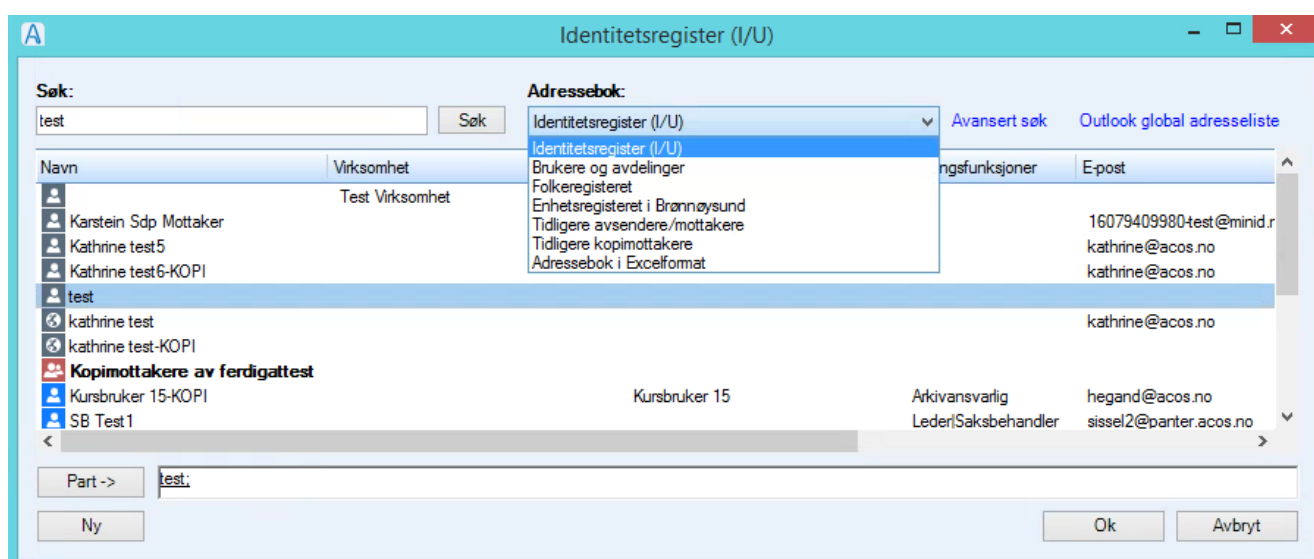 A
Identitetsregister (I/U)
Søk:
Adressebok:
test
Søk
Identitetsregister (I/U)
Avansert søk
Outlook global adresseliste
Identitetsregister (I/U)
Brukere og avdelinger
Folkeregisteret
Enhetsregisteret i Brønnøysund
Tidligere avsendere/mottakere
Tidligere kopimottakere
Adressebok i Excelformat
Navn Virksomhet ngsfunksjoner E-post
Test Virksomhet
Karstein Sdp Mottaker 16079409980-test@minid.r
Kathrine test5 kathrine@acos.no
Kathrine test6-KOPI kathrine@acos.no
test
kathrine test kathrine@acos.no
kathrine test-KOPI
Kopimottakere av ferdigattest
Kursbruker 15-KOPI Kursbruker 15 Arkivansvarlig hegand@acos.no
SB Test1 Leder|Saksbehandler sissel2@panter.acos.no
Part ->
test;
Ny
Ok
Avbryt